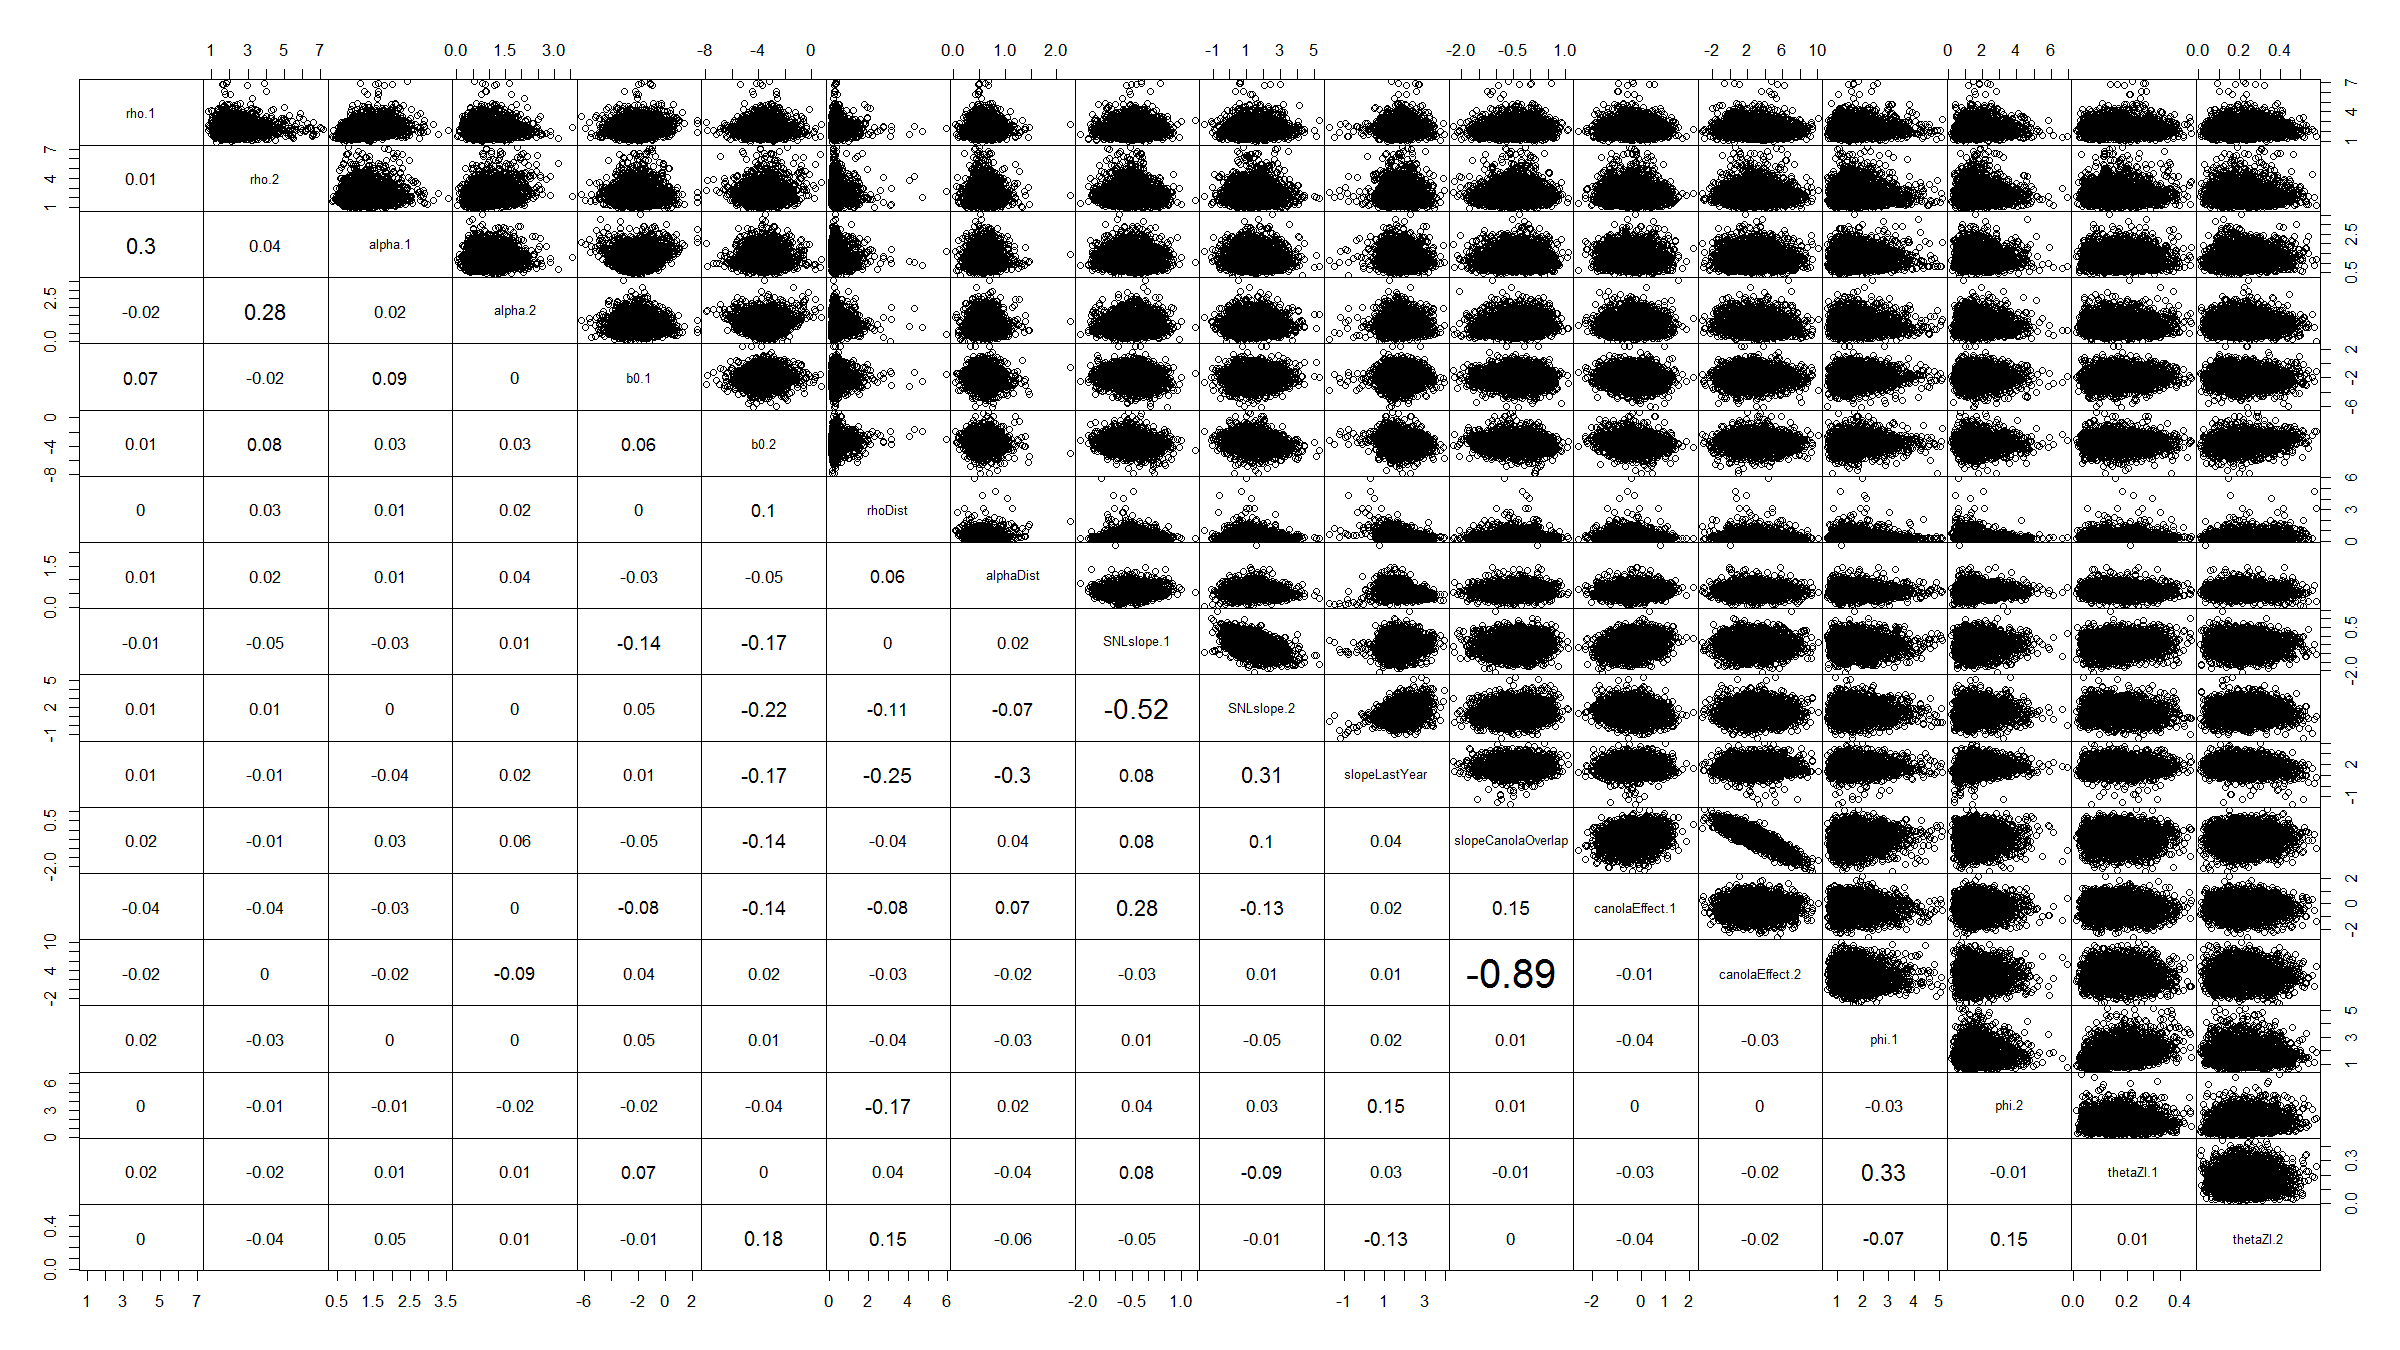 1 3 5 7 0.0 1.5 3.0 -8 -4 0 0.0 1.0 2.0 -1 1 3 5 -2.0 -0.5 1.0 -2 2 6 10 0 2 4 6 0.0 0.2 0.4
rho.1 1 4 7
1 4 7 0.01 rho.2
0.3 0.04 alpha.1 0.5 2.5
0.0 2.5 -0.02 0.28 0.02 alpha.2
0.07 -0.02 0.09 0 b0.1 -6 -2 2
-8 -4 0 0.01 0.08 0.03 0.03 0.06 b0.2
0 0.03 0.01 0.02 0 0.1 rhoDist 0 3 6
0.0 1.5 0.01 0.02 0.01 0.04 -0.03 -0.05 0.06 alphaDist
-0.01 -0.05 -0.03 0.01 -0.14 -0.17 0 0.02 SNLslope.1 -2.0 0.5
-1 2 5 0.01 0.01 0 0 0.05 -0.22 -0.11 -0.07 -0.52 SNLslope.2
0.01 -0.01 -0.04 0.02 0.01 -0.17 -0.25 -0.3 0.08 0.31 slopeLastYear -1 2
-2.0 0.5 0.02 -0.01 0.03 0.06 -0.05 -0.14 -0.04 0.04 0.08 0.1 0.04 slopeCanolaOverlap
-0.04 -0.04 -0.03 0 -0.08 -0.14 -0.08 0.07 0.28 -0.13 0.02 0.15 canolaEffect.1 -2 0 2
-2 4 10 -0.02 0 -0.02 -0.09 0.04 0.02 -0.03 -0.02 -0.03 0.01 0.01 -0.89 -0.01 canolaEffect.2
0.02 -0.03 0 0 0.05 0.01 -0.04 -0.03 0.01 -0.05 0.02 0.01 -0.04 -0.03 phi.1 1 3 5
0 3 6 0 -0.01 -0.01 -0.02 -0.02 -0.04 -0.17 0.02 0.04 0.03 0.15 0.01 0 0 -0.03 phi.2
0.02 -0.02 0.01 0.01 0.07 0 0.04 -0.04 0.08 -0.09 0.03 -0.01 -0.03 -0.02 0.33 -0.01 thetaZI.1 0.0 0.3
0.0 0.4 0 -0.04 0.05 0.01 -0.01 0.18 0.15 -0.06 -0.05 -0.01 -0.13 0 -0.04 -0.02 -0.07 0.15 0.01 thetaZI.2
1 3 5 7 0.5 1.5 2.5 3.5 -6 -2 0 2 0 2 4 6 -2.0 -0.5 1.0 -1 1 3 -2 0 1 2 1 2 3 4 5 0.0 0.2 0.4